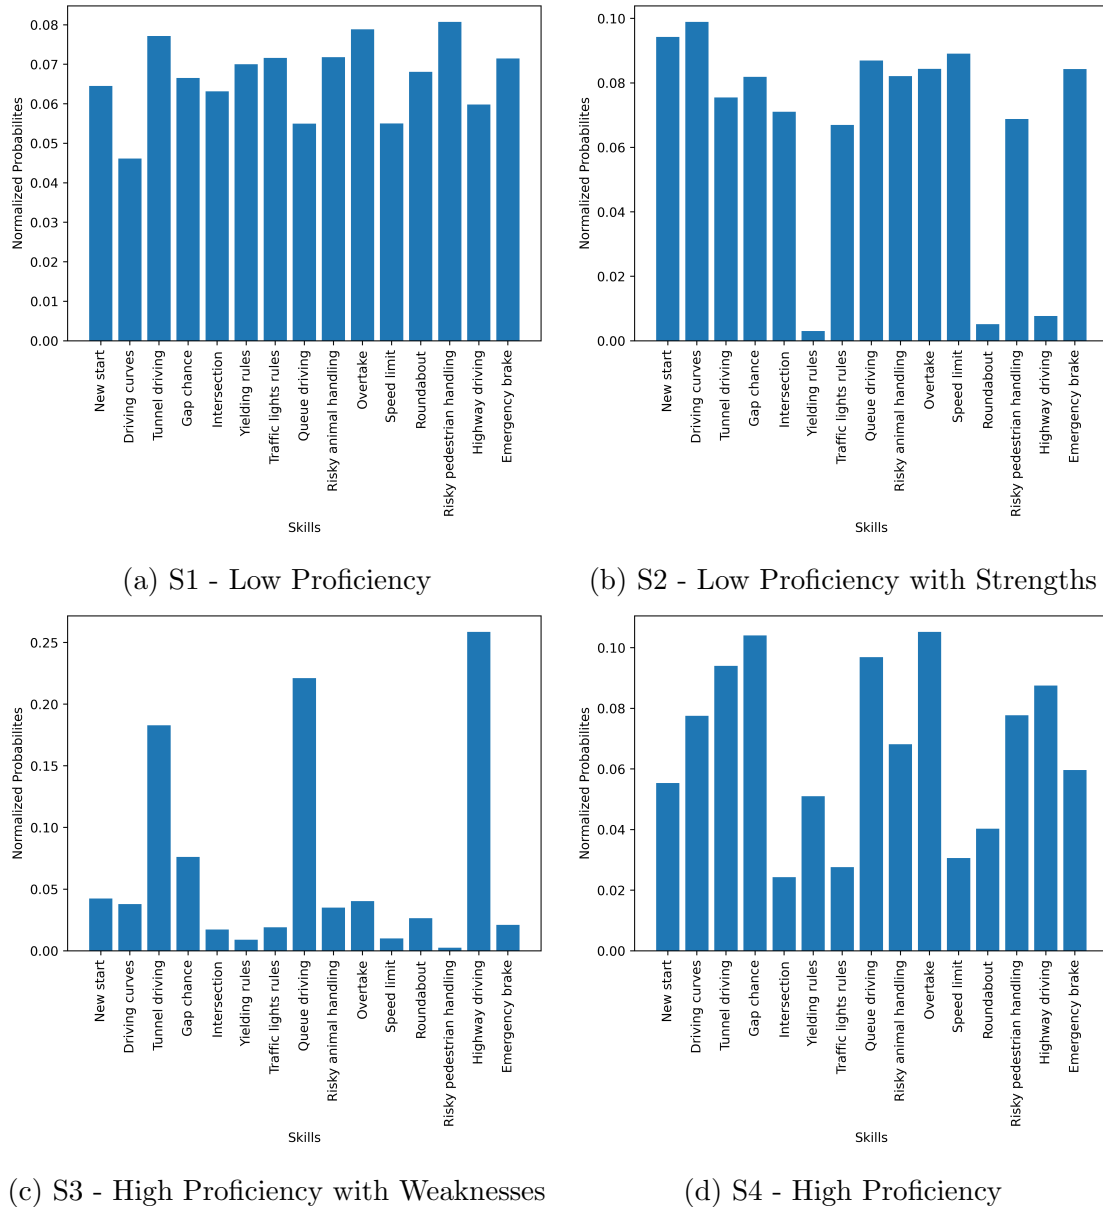 0.08
0.07
0.06
0.05
0.04
0.03
0.02
0.01
0.00
Normalized Probabilites
New start
Driving curves
Tunnel driving
Gap chance
Intersection
Yielding rules
Traffic lights rules
Queue driving
Risky animal handling
Overtake
Speed limit
Roundabout
Risky pedestrian handling
Highway driving
Emergency brake
Skills
(a) S1 - Low Proficiency
0.10
0.08
0.06
0.04
0.02
0.00
Normalized Probabilites
New start
Driving curves
Tunnel driving
Gap chance
Intersection
Yielding rules
Traffic lights rules
Queue driving
Risky animal handling
Overtake
Speed limit
Roundabout
Risky pedestrian handling
Highway driving
Emergency brake
Skills
(b) S2 - Low Proficiency with Strengths
0.25
0.20
0.15
0.10
0.05
0.00
Normalized Probabilites
New start
Driving curves
Tunnel driving
Gap chance
Intersection
Yielding rules
Traffic lights rules
Queue driving
Risky animal handling
Overtake
Speed limit
Roundabout
Risky pedestrian handling
Highway driving
Emergency brake
Skills
(c) S3 - High Proficiency with Weaknesses
0.10
0.08
0.06
0.04
0.02
0.00
Normalized Probabilites
New start
Driving curves
Tunnel driving
Gap chance
Intersection
Yielding rules
Traffic lights rules
Queue driving
Risky animal handling
Overtake
Speed limit
Roundabout
Risky pedestrian handling
Highway driving
Emergency brake
Skills
(d) S4 - High Proficiency